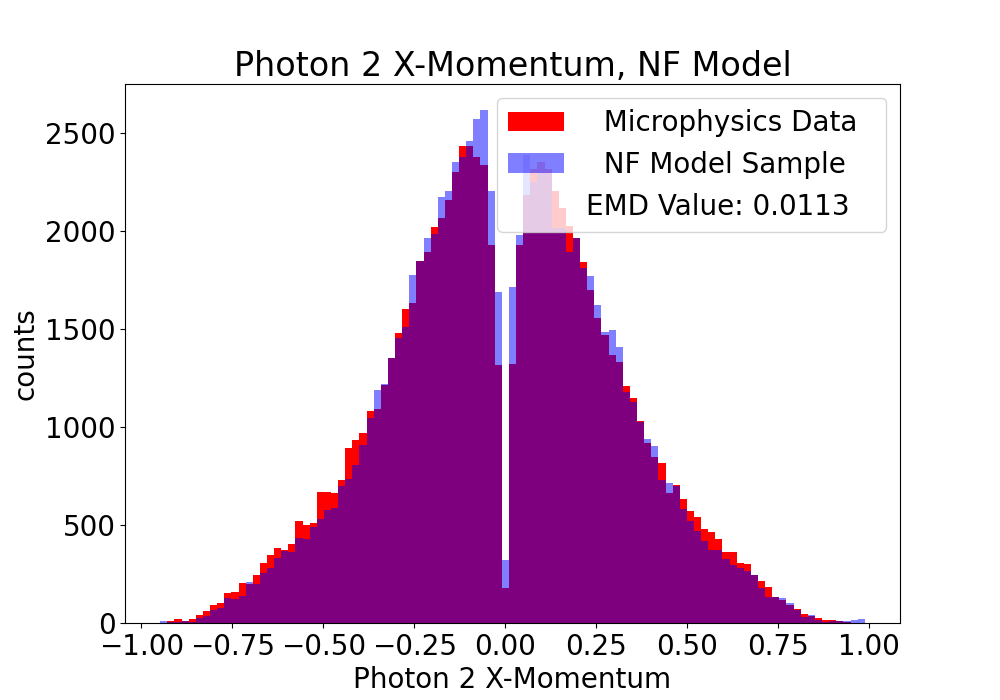 Photon 2 X-Momentum, NF Model
Microphysics Data
NF Model Sample
EMD Value: 0.0113
counts
2500
2000
1500
1000
500
0
−1.00 −0.75 −0.50 −0.25 0.00 0.25 0.50 0.75 1.00
Photon 2 X-Momentum